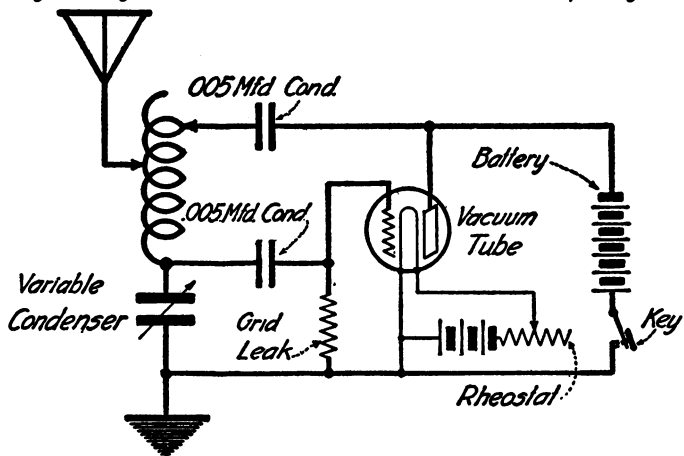 .005 Mfd Cond.
Battery
.005 Mfd Cond.
Vacuum
Tube
Variable
Condenser
Grid
Leak
Key
Rheostat